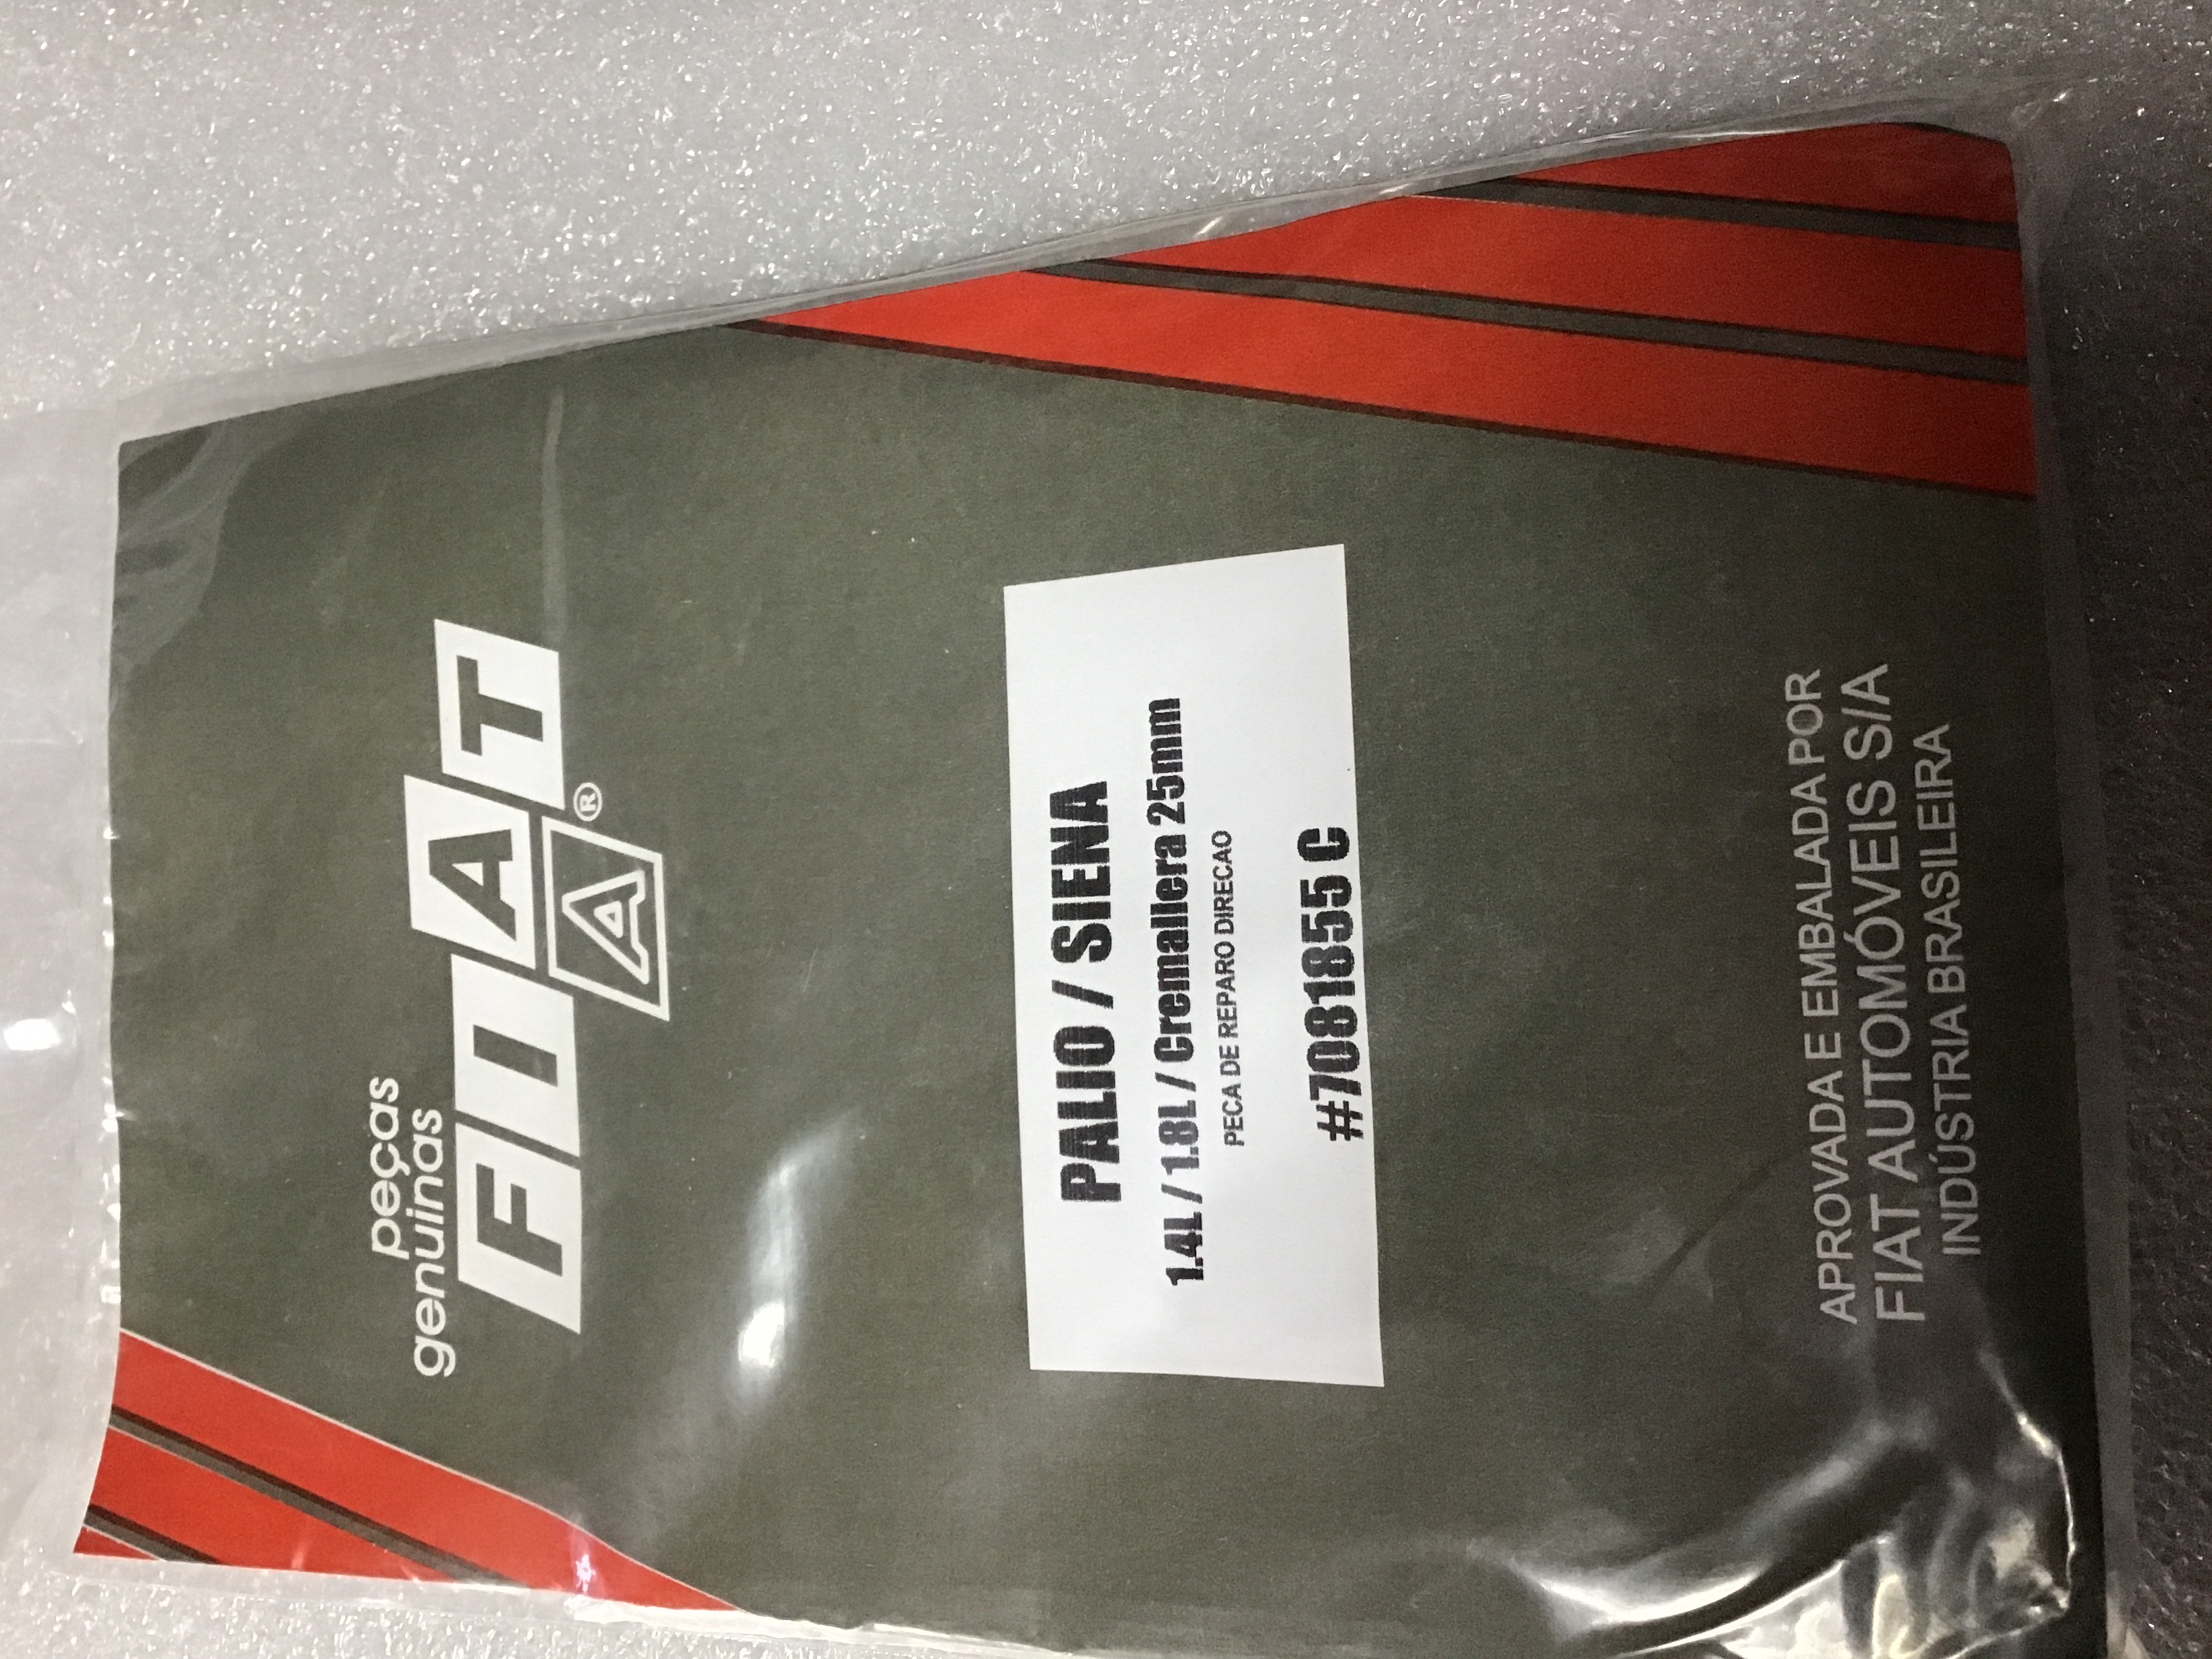 peças
genuinas
FIAT
A®
PALIO / SIENA
1.4L / 1.8L / Cremallera 25mm
PECA DE REPARO DIRECAO
#7081855 C
APROVADA E EMBALADA POR
FIAT AUTOMÓVEIS S/A
INDÚSTRIA BRASILEIRA